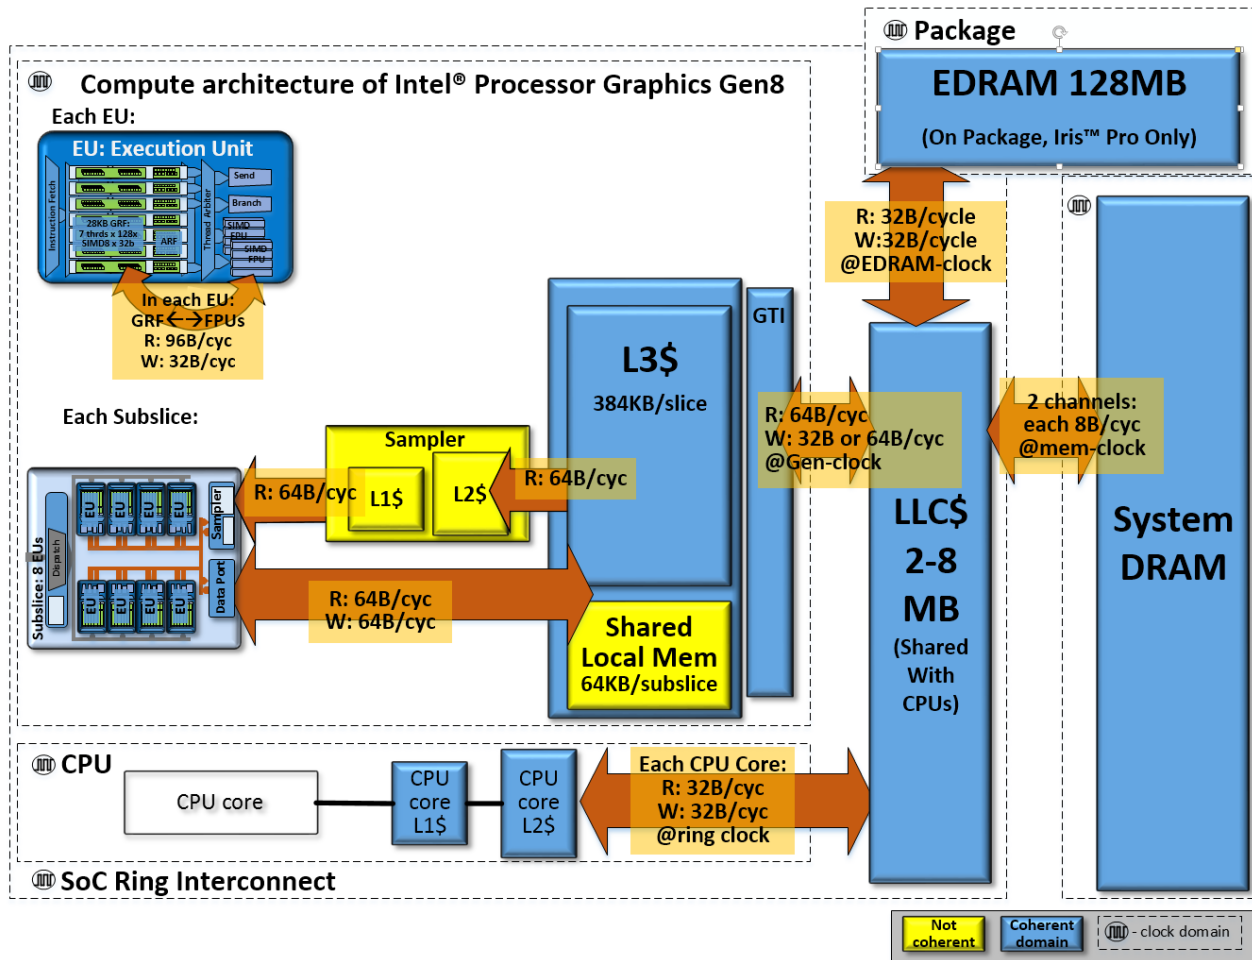 Package
EDRAM 128MB
(On Package, Iris™ Pro Only)
Compute architecture of Intel® Processor Graphics Gen8
Each EU:
EU: Execution Unit
Instruction Fetch
28KB GRF:
7 thrds x 128x
SIMD8 x 32b
ARF
Thread Arbiter
Send
Branch
SIMD
FPU
SIMD
FPU
In each EU:
GRF←→FPUs
R: 96B/cyc
W: 32B/cyc
R: 32B/cycle
W:32B/cycle
@EDRAM-clock
Each Subslice:
Subslice: 8 EUs
Dispatch
EU
EU
EU
EU
EU
EU
EU
EU
Sampler
Data Port
R: 64B/cyc
Sampler
L1$
L2$
R: 64B/cyc
R: 64B/cyc
W: 64B/cyc
L3$
384KB/slice
Shared
Local Mem
64KB/subslice
GTI
R: 64B/cyc
W: 32B or 64B/cyc
@Gen-clock
LLC$
2-8
MB
(Shared
With
CPUs)
2 channels:
each 8B/cyc
@mem-clock
System
DRAM
CPU
CPU core
CPU
core
L1$
CPU
core
L2$
Each CPU Core:
R: 32B/cyc
W: 32B/cyc
@ring clock
SoC Ring Interconnect
Not
coherent
Coherent
domain
- clock domain